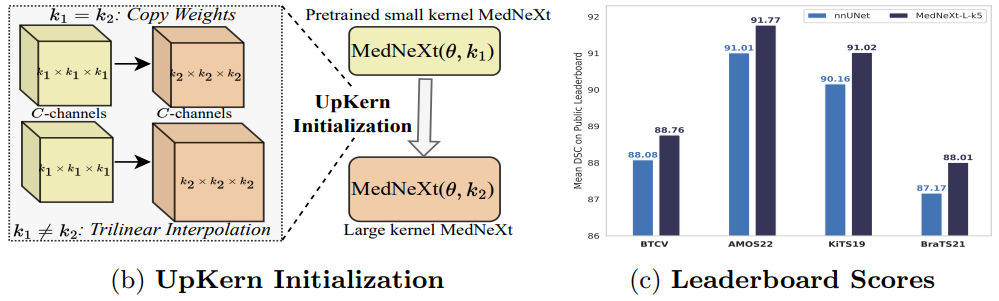 k₁ = k₂: Copy Weights
k₁ × k₁ × k₁
k₂ × k₂ × k₂
C-channels
C-channels
k₁ × k₁ × k₁
k₂ × k₂ × k₂
k₁ ≠ k₂: Trilinear Interpolation
Pretrained small kernel MedNeXt
MedNeXt(θ, k₁)
UpKern
Initialization
MedNeXt(θ, k₂)
Large kernel MedNeXt
(b) UpKern Initialization
Mean DSC on Public Leaderboard
92
91
90
89
88
87
86
nnUNet
MedNeXt-L-k5
88.08
88.76
91.01
91.77
90.16
91.02
87.17
88.01
BTCV
AMOS22
KiTS19
BraTS21
(c) Leaderboard Scores